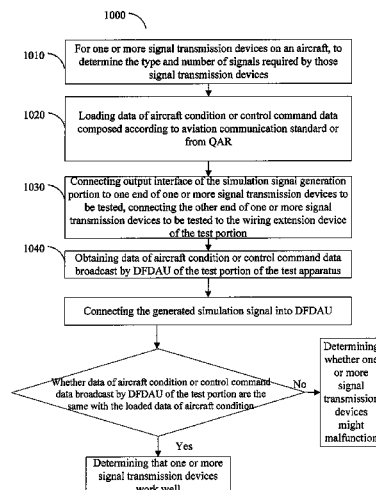 1000
1010
For one or more signal transmission devices on an aircraft, to
determine the type and number of signals required by those
signal transmission devices
1020
Loading data of aircraft condition or control command data
composed according to aviation communication standard or
from QAR
1030
Connecting output interface of the simulation signal generation
portion to one end of one or more signal transmission devices to
be tested, connecting the other end of one or more signal
transmission devices to be tested to the wiring extension device
of the test portion
1040
Obtaining data of aircraft condition or control command data
broadcast by DFDAU of the test portion of the test apparatus
Connecting the generated simulation signal into DFDAU
Whether data of aircraft condition or control command
data broadcast by DFDAU of the test portion are the
same with the loaded data of aircraft condition
No
Determining
whether one
or more
signal
transmission
devices
might
malfunction
Yes
Determining that one or more
signal transmission devices
work well